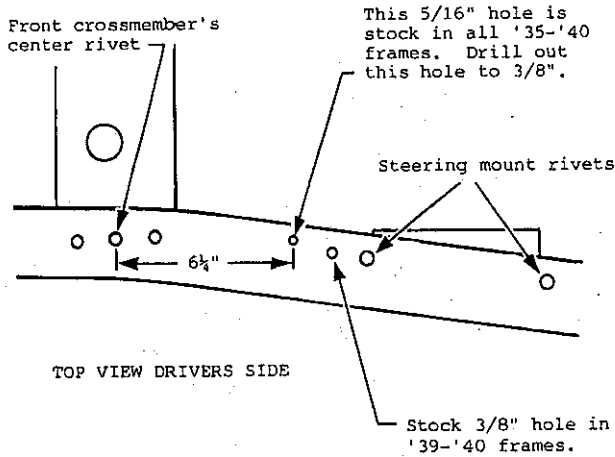 Front crossmember's
center rivet
This 5/16" hole is
stock in all '35-'40
frames. Drill out
this hole to 3/8".
Steering mount rivets
6¼"
TOP VIEW DRIVERS SIDE
Stock 3/8" hole in
'39-'40 frames.